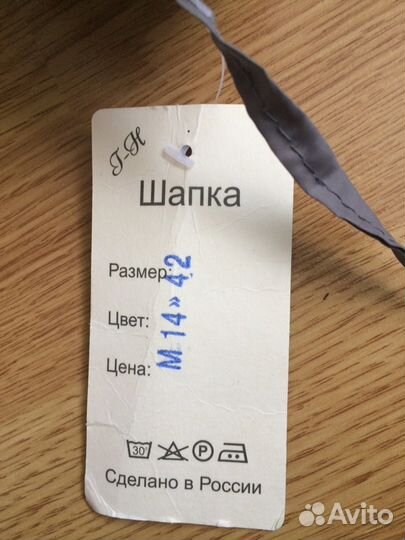 Г-Н
Шапка
Размер:
Цвет:
Цена:
М 14» 42
30°
P
Сделано в России
Avito